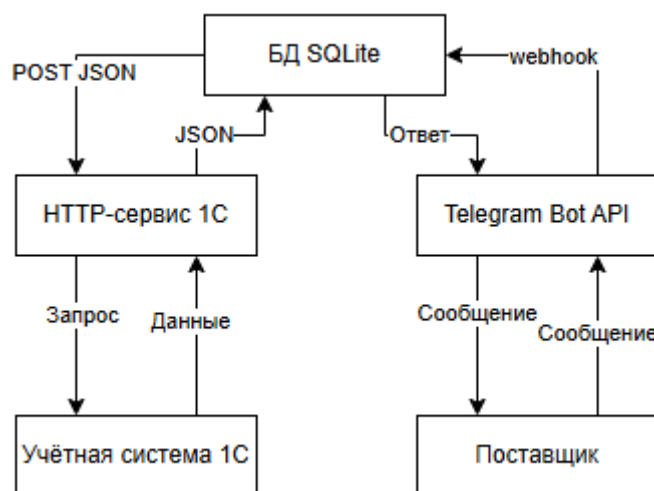 БД SQLite
POST JSON
webhook
JSON
Ответ
HTTP-сервис 1С
Telegram Bot API
Запрос
Данные
Сообщение
Сообщение
Учётная система 1С
Поставщик